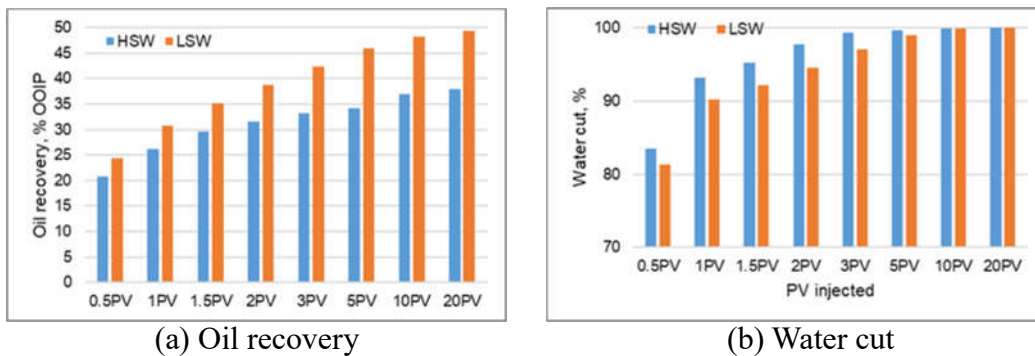 Oil recovery, % OOIP
50
45
40
35
30
25
20
15
10
5
0
HSW LSW
0.5PV 1PV 1.5PV 2PV 3PV 5PV 10PV 20PV
(a) Oil recovery
Water cut, %
100
90
80
70
HSW LSW
0.5PV 1PV 1.5PV 2PV 3PV 5PV 10PV 20PV
PV injected
(b) Water cut